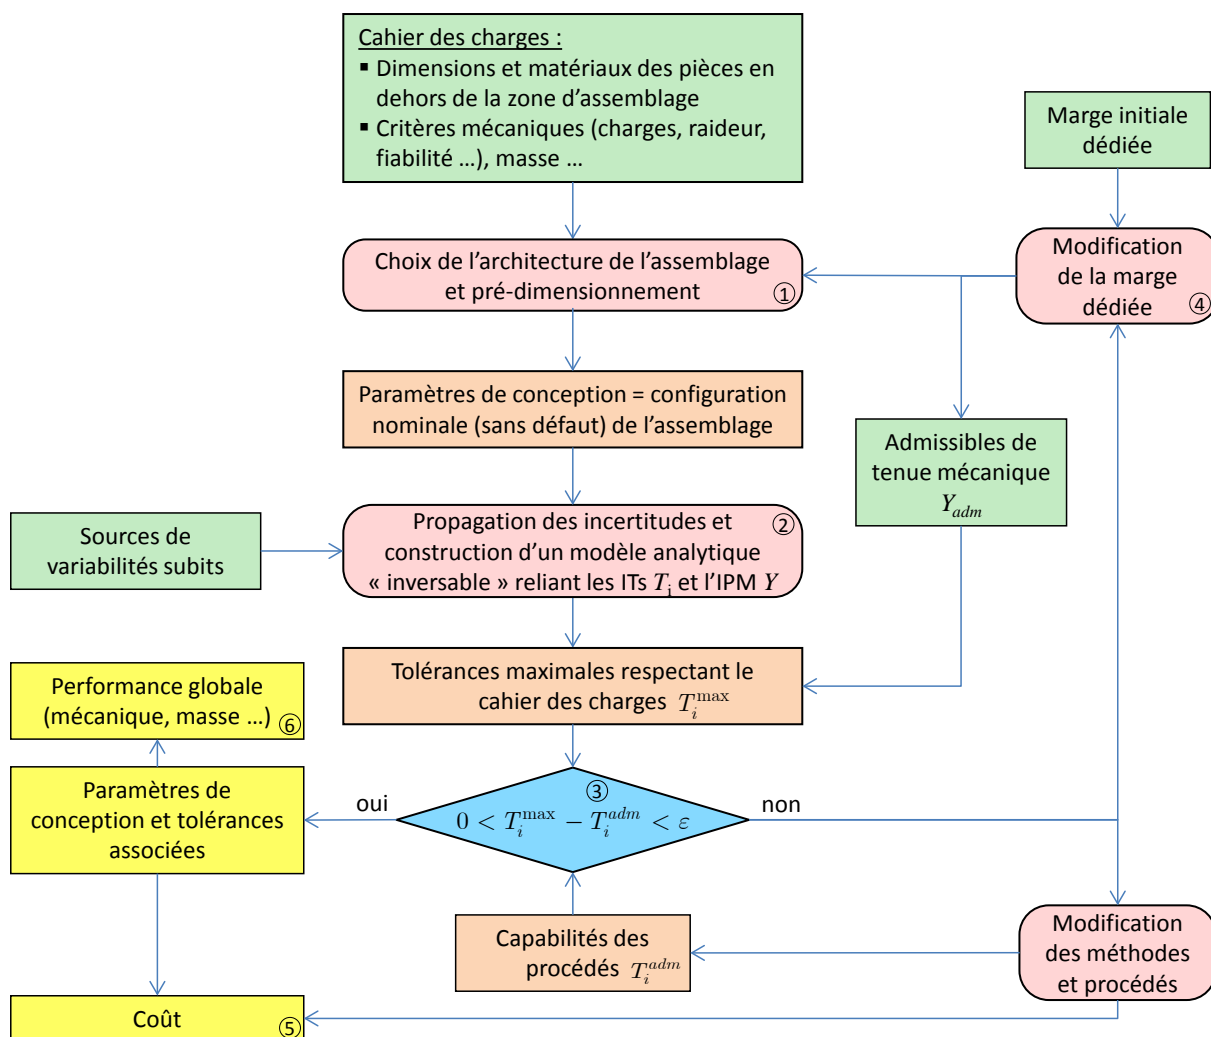 Cahier des charges :
▪ Dimensions et matériaux des pièces en
dehors de la zone d’assemblage
▪ Critères mécaniques (charges, raideur,
fiabilité …), masse …
Marge initiale
dédiée
Choix de l’architecture de l’assemblage
et pré-dimensionnement
①
Modification
de la marge
dédiée
④
Paramètres de conception = configuration
nominale (sans défaut) de l’assemblage
Admissibles de
tenue mécanique
Y_{adm}
Sources de
variabilités subits
Propagation des incertitudes et
②
construction d’un modèle analytique
« inversable » reliant les ITs T_i et l’IPM Y
Tolérances maximales respectant le
cahier des charges T_i^{max}
Performance globale
(mécanique, masse …)
⑥
Paramètres de
conception et tolérances
associées
oui
③
0 < T_i^{max} − T_i^{adm} < ε
non
Capabilités des
procédés T_i^{adm}
Modification
des méthodes
et procédés
Coût
⑤